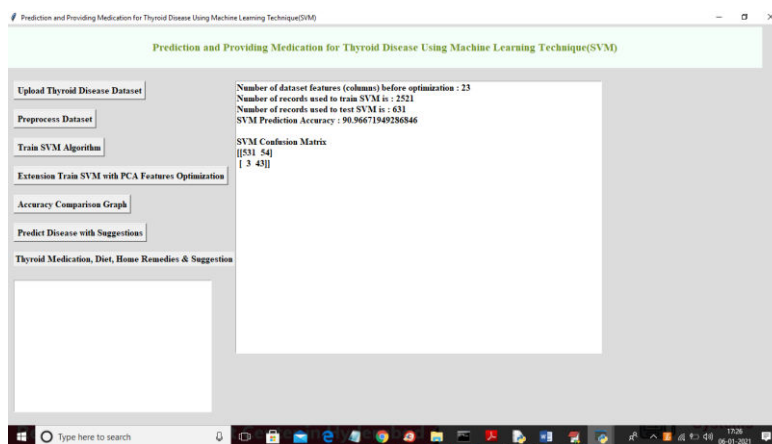 Prediction and Providing Medication for Thyroid Disease Using Machine Learning Technique(SVM)
Prediction and Providing Medication for Thyroid Disease Using Machine Learning Technique(SVM)
Upload Thyroid Disease Dataset
Preprocess Dataset
Train SVM Algorithm
Extension Train SVM with PCA Features Optimization
Accuracy Comparison Graph
Predict Disease with Suggestions
Thyroid Medication, Diet, Home Remedies & Suggestion
Number of dataset features (columns) before optimization : 23
Number of records used to train SVM is : 2521
Number of records used to test SVM is : 631
SVM Prediction Accuracy : 90.96671949286846
SVM Confusion Matrix
[[531 54]
[ 3 43]]
Type here to search
17:26
06-01-2021